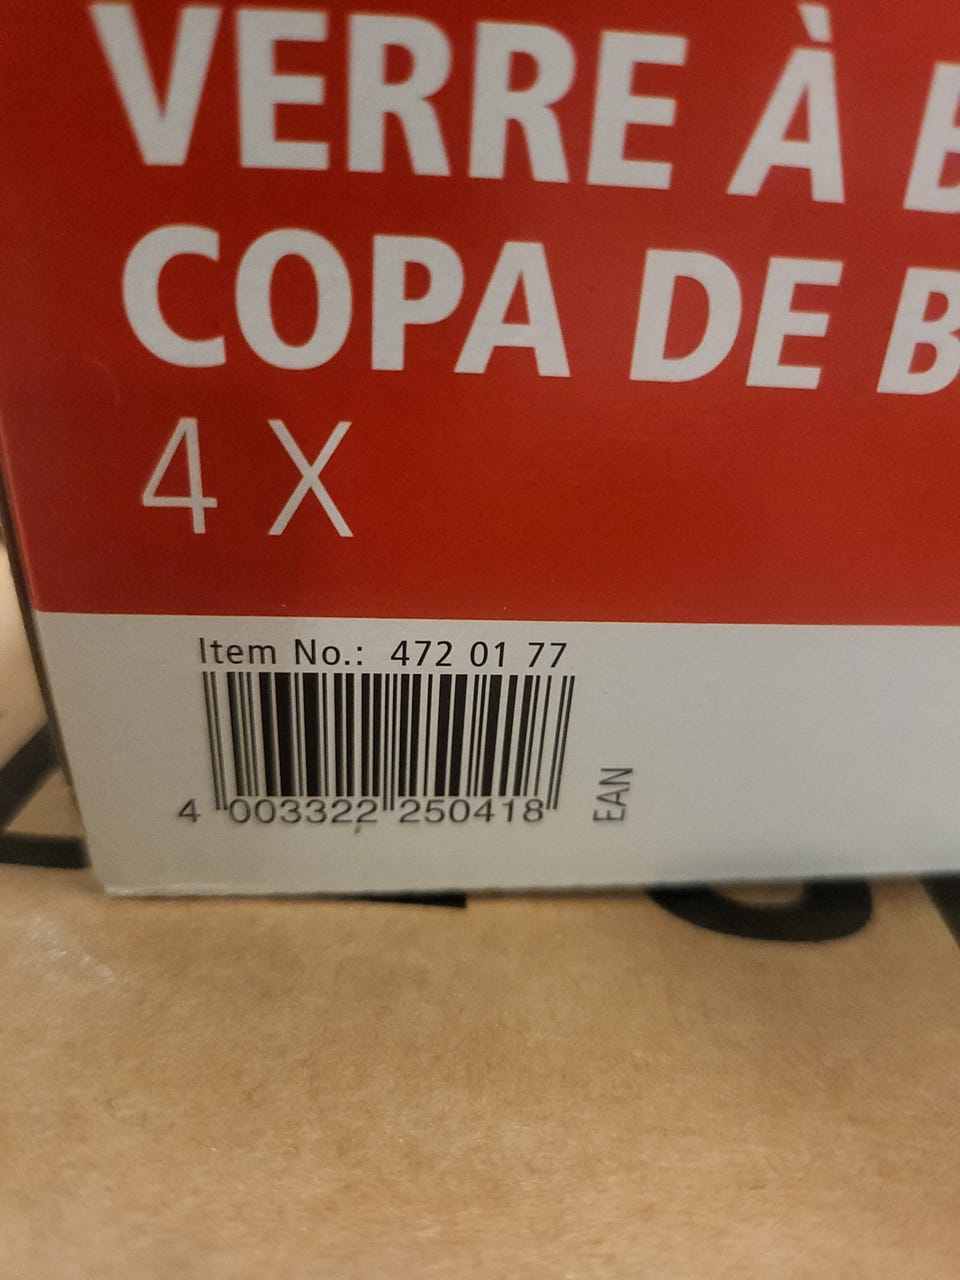 VERRE À B
COPA DE B
4 X
Item No.: 472 01 77
4 003322 250418
EAN